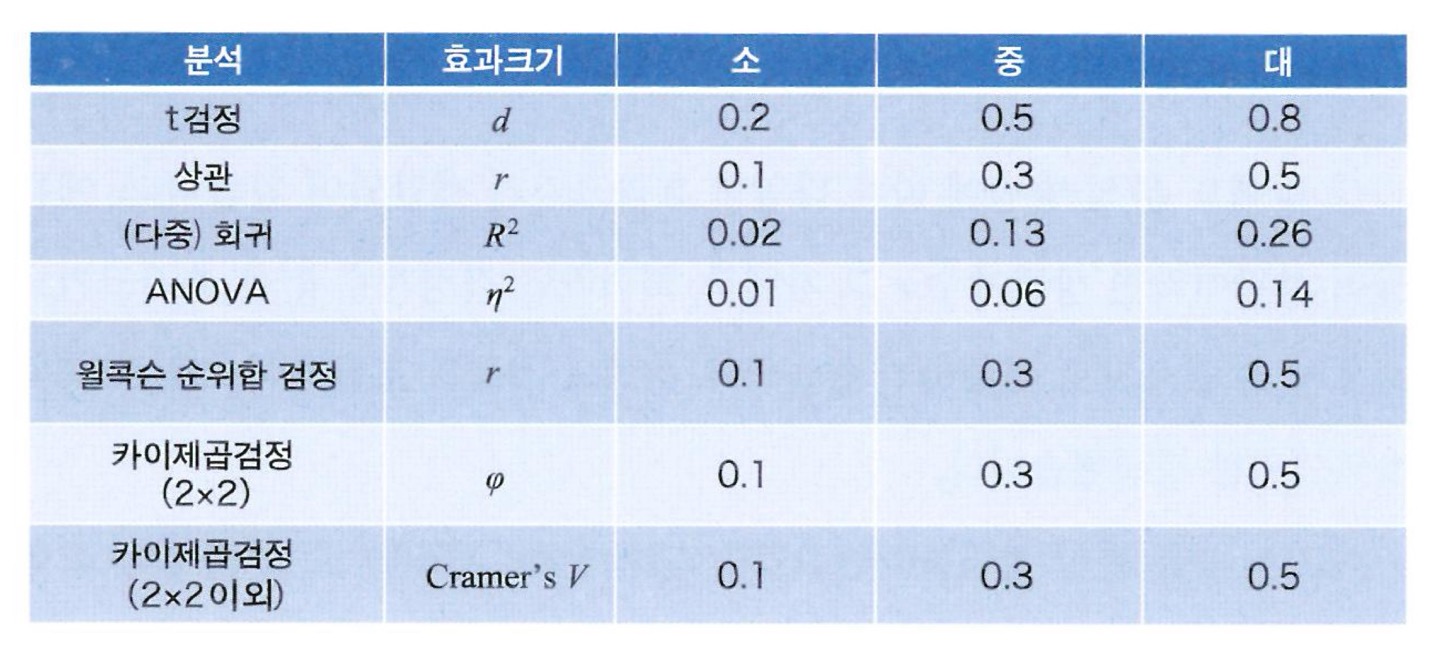 분석 효과크기 소 중 대
t검정 d 0.2 0.5 0.8
상관 r 0.1 0.3 0.5
(다중) 회귀 R² 0.02 0.13 0.26
ANOVA η² 0.01 0.06 0.14
윌콕슨 순위합 검정 r 0.1 0.3 0.5
카이제곱검정
(2×2) φ 0.1 0.3 0.5
카이제곱검정
(2×2이외) Cramer’s V 0.1 0.3 0.5